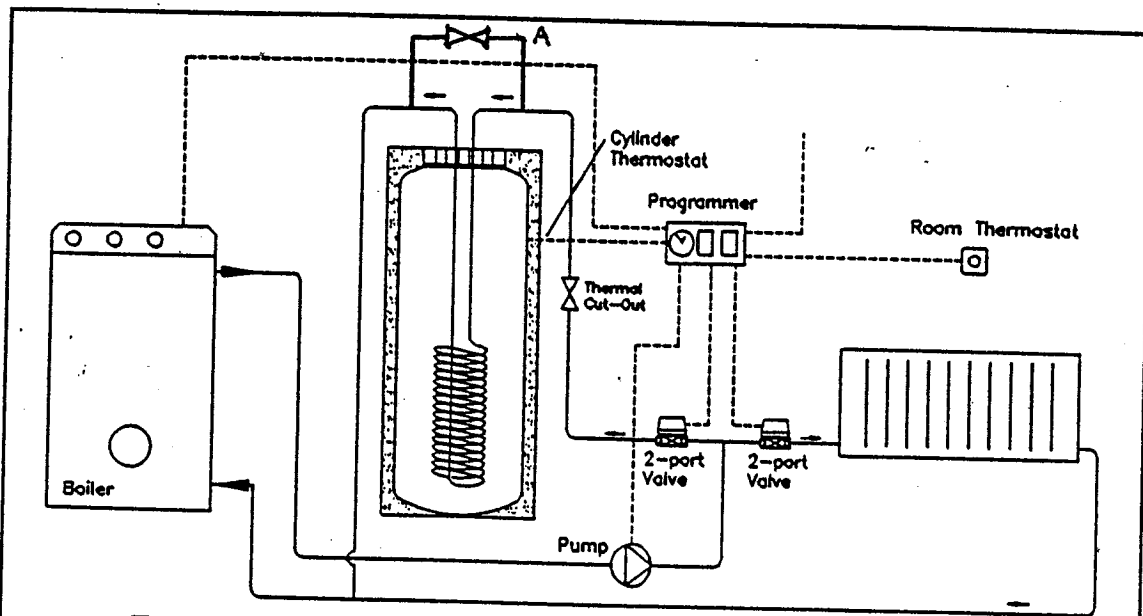 A
Cylinder
Thermostat
Programmer
Room Thermostat
Thermal
Cut-Out
2-port
Valve
2-port
Valve
Boiler
Pump